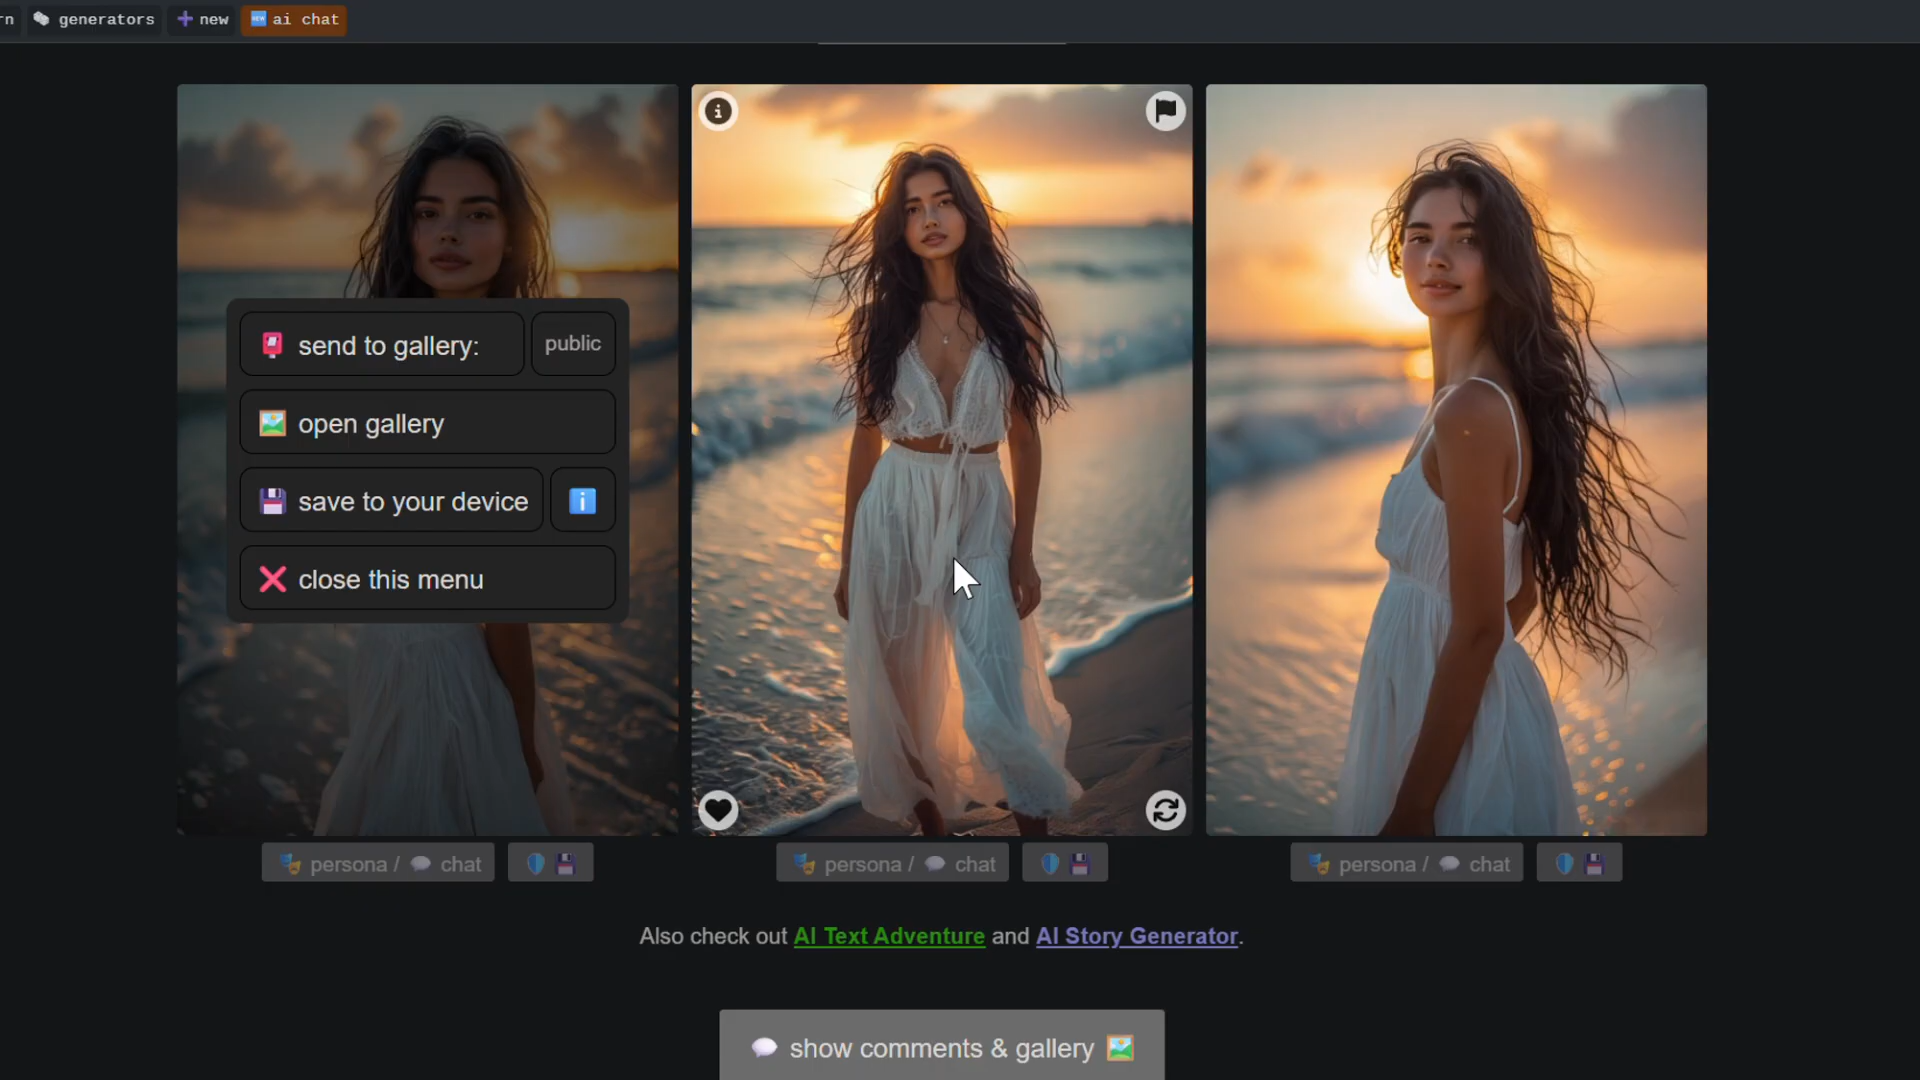 rn generators new ai chat
send to gallery: public
open gallery
save to your device
close this menu
persona / chat
persona / chat
persona / chat
Also check out AI Text Adventure and AI Story Generator.
show comments & gallery